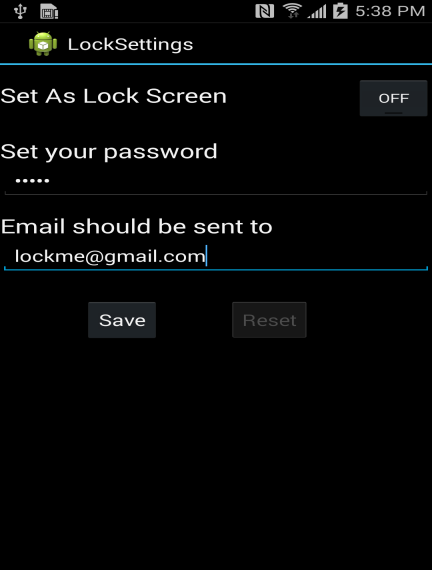 5:38 PM
LockSettings
Set As Lock Screen
OFF
Set your password
•••••
Email should be sent to
lockme@gmail.com
Save Reset